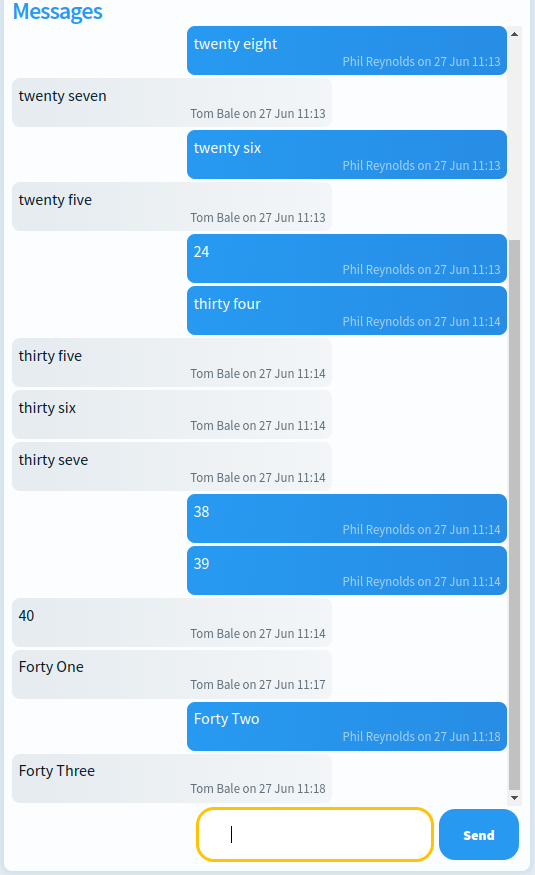 Messages
twenty eight
Phil Reynolds on 27 Jun 11:13
twenty seven
Tom Bale on 27 Jun 11:13
twenty six
Phil Reynolds on 27 Jun 11:13
twenty five
Tom Bale on 27 Jun 11:13
24
Phil Reynolds on 27 Jun 11:13
thirty four
Phil Reynolds on 27 Jun 11:14
thirty five
Tom Bale on 27 Jun 11:14
thirty six
Tom Bale on 27 Jun 11:14
thirty seve
Tom Bale on 27 Jun 11:14
38
Phil Reynolds on 27 Jun 11:14
39
Phil Reynolds on 27 Jun 11:14
40
Tom Bale on 27 Jun 11:14
Forty One
Tom Bale on 27 Jun 11:17
Forty Two
Phil Reynolds on 27 Jun 11:18
Forty Three
Tom Bale on 27 Jun 11:18
Send